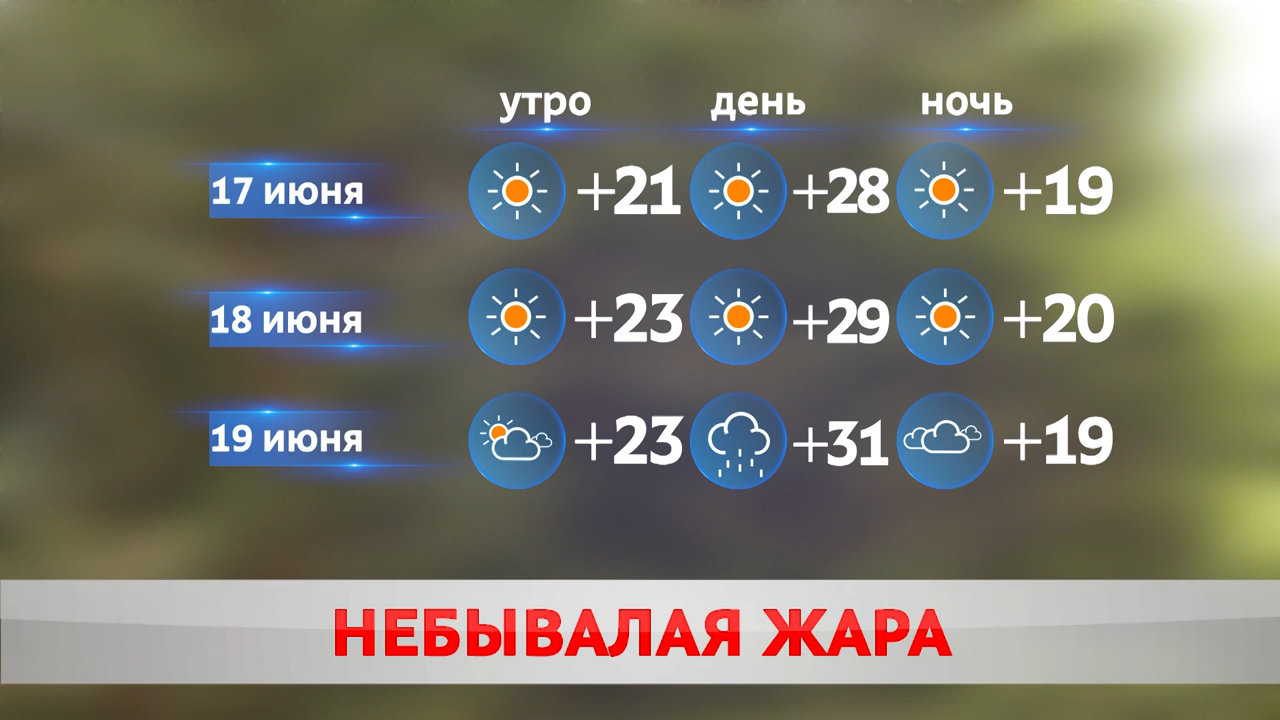 утро день ночь
17 июня +21 +28 +19
18 июня +23 +29 +20
19 июня +23 +31 +19
НЕБЫВАЛАЯ ЖАРА